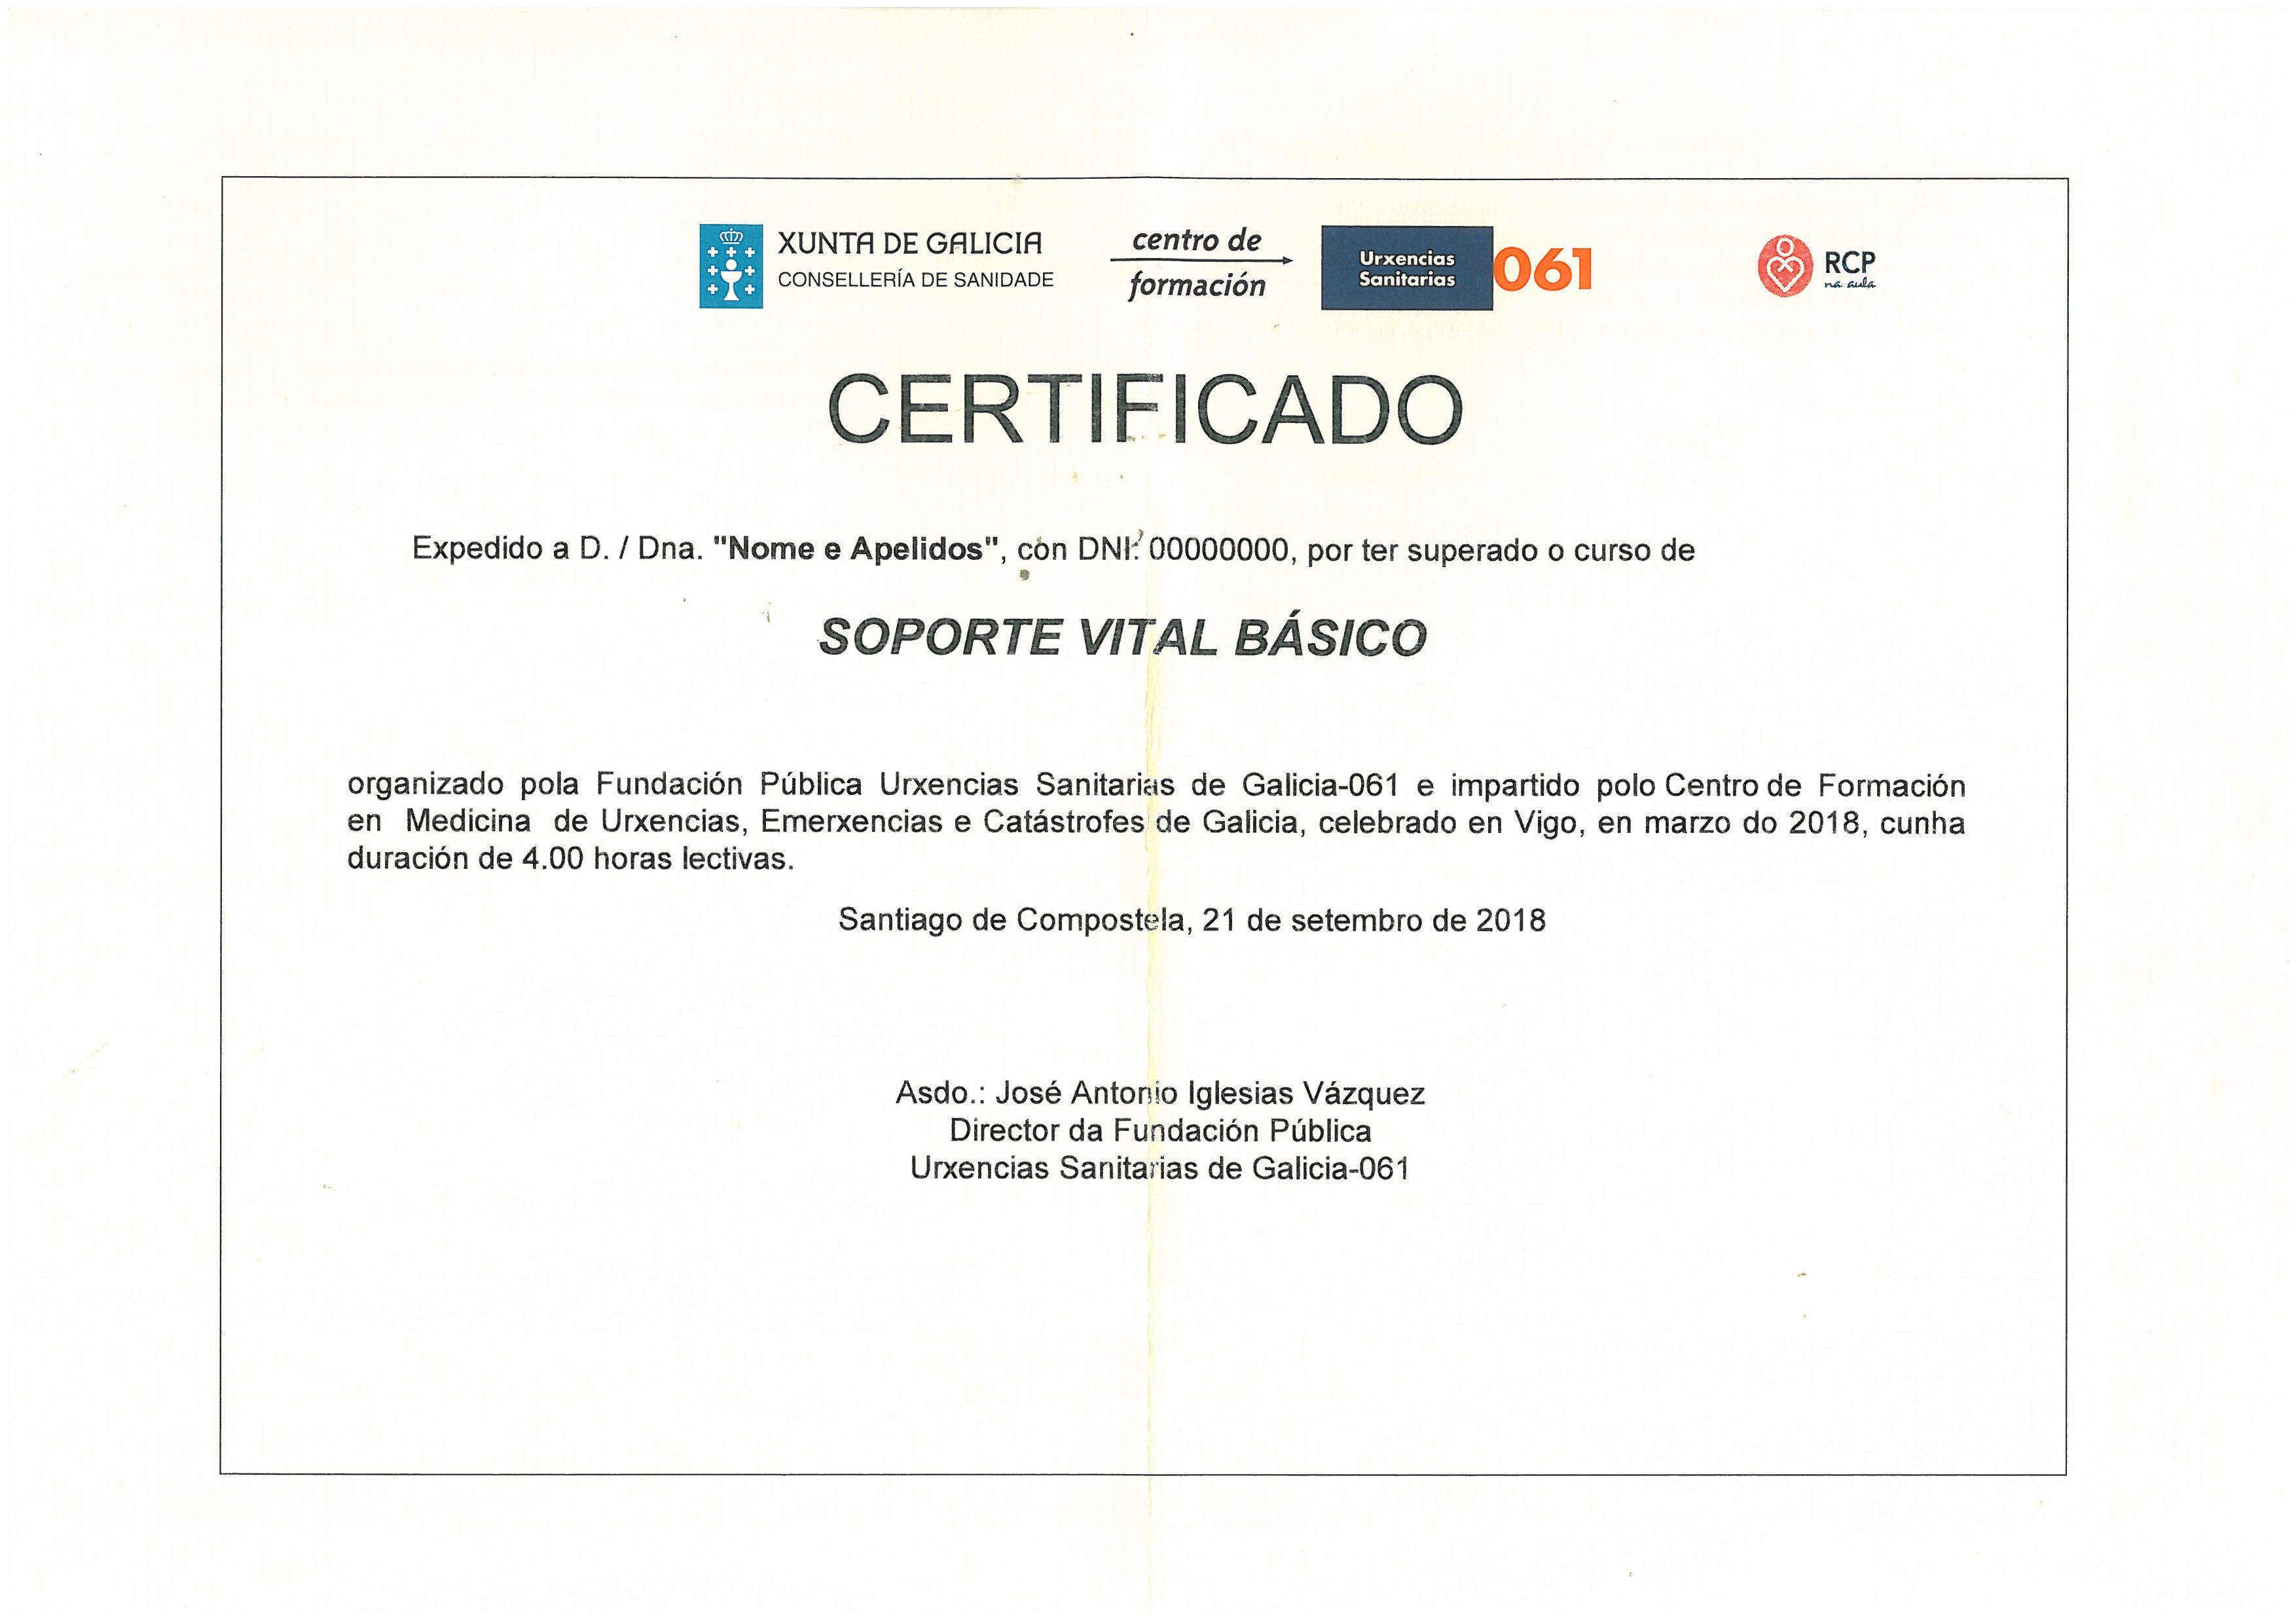 XUNTA DE GALICIA
CONSELLERÍA DE SANIDADE
centro de
formación
Urxencias
Sanitarias
061
RCP
na aula
CERTIFICADO
Expedido a D. / Dna. "Nome e Apelidos", con DNI: 00000000, por ter superado o curso de
SOPORTE VITAL BÁSICO
organizado pola Fundación Pública Urxencias Sanitarias de Galicia-061 e impartido polo Centro de Formación
en Medicina de Urxencias, Emerxencias e Catástrofes de Galicia, celebrado en Vigo, en marzo do 2018, cunha
duración de 4.00 horas lectivas.
Santiago de Compostela, 21 de setembro de 2018
Asdo.: José Antonio Iglesias Vázquez
Director da Fundación Pública
Urxencias Sanitarias de Galicia-061